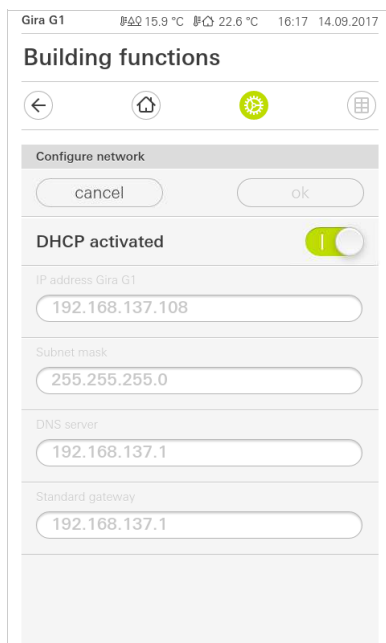 Gira G1 15.9 °C 22.6 °C 16:17 14.09.2017
Building functions
Configure network
cancel ok
DHCP activated
IP address Gira G1
192.168.137.108
Subnet mask
255.255.255.0
DNS server
192.168.137.1
Standard gateway
192.168.137.1